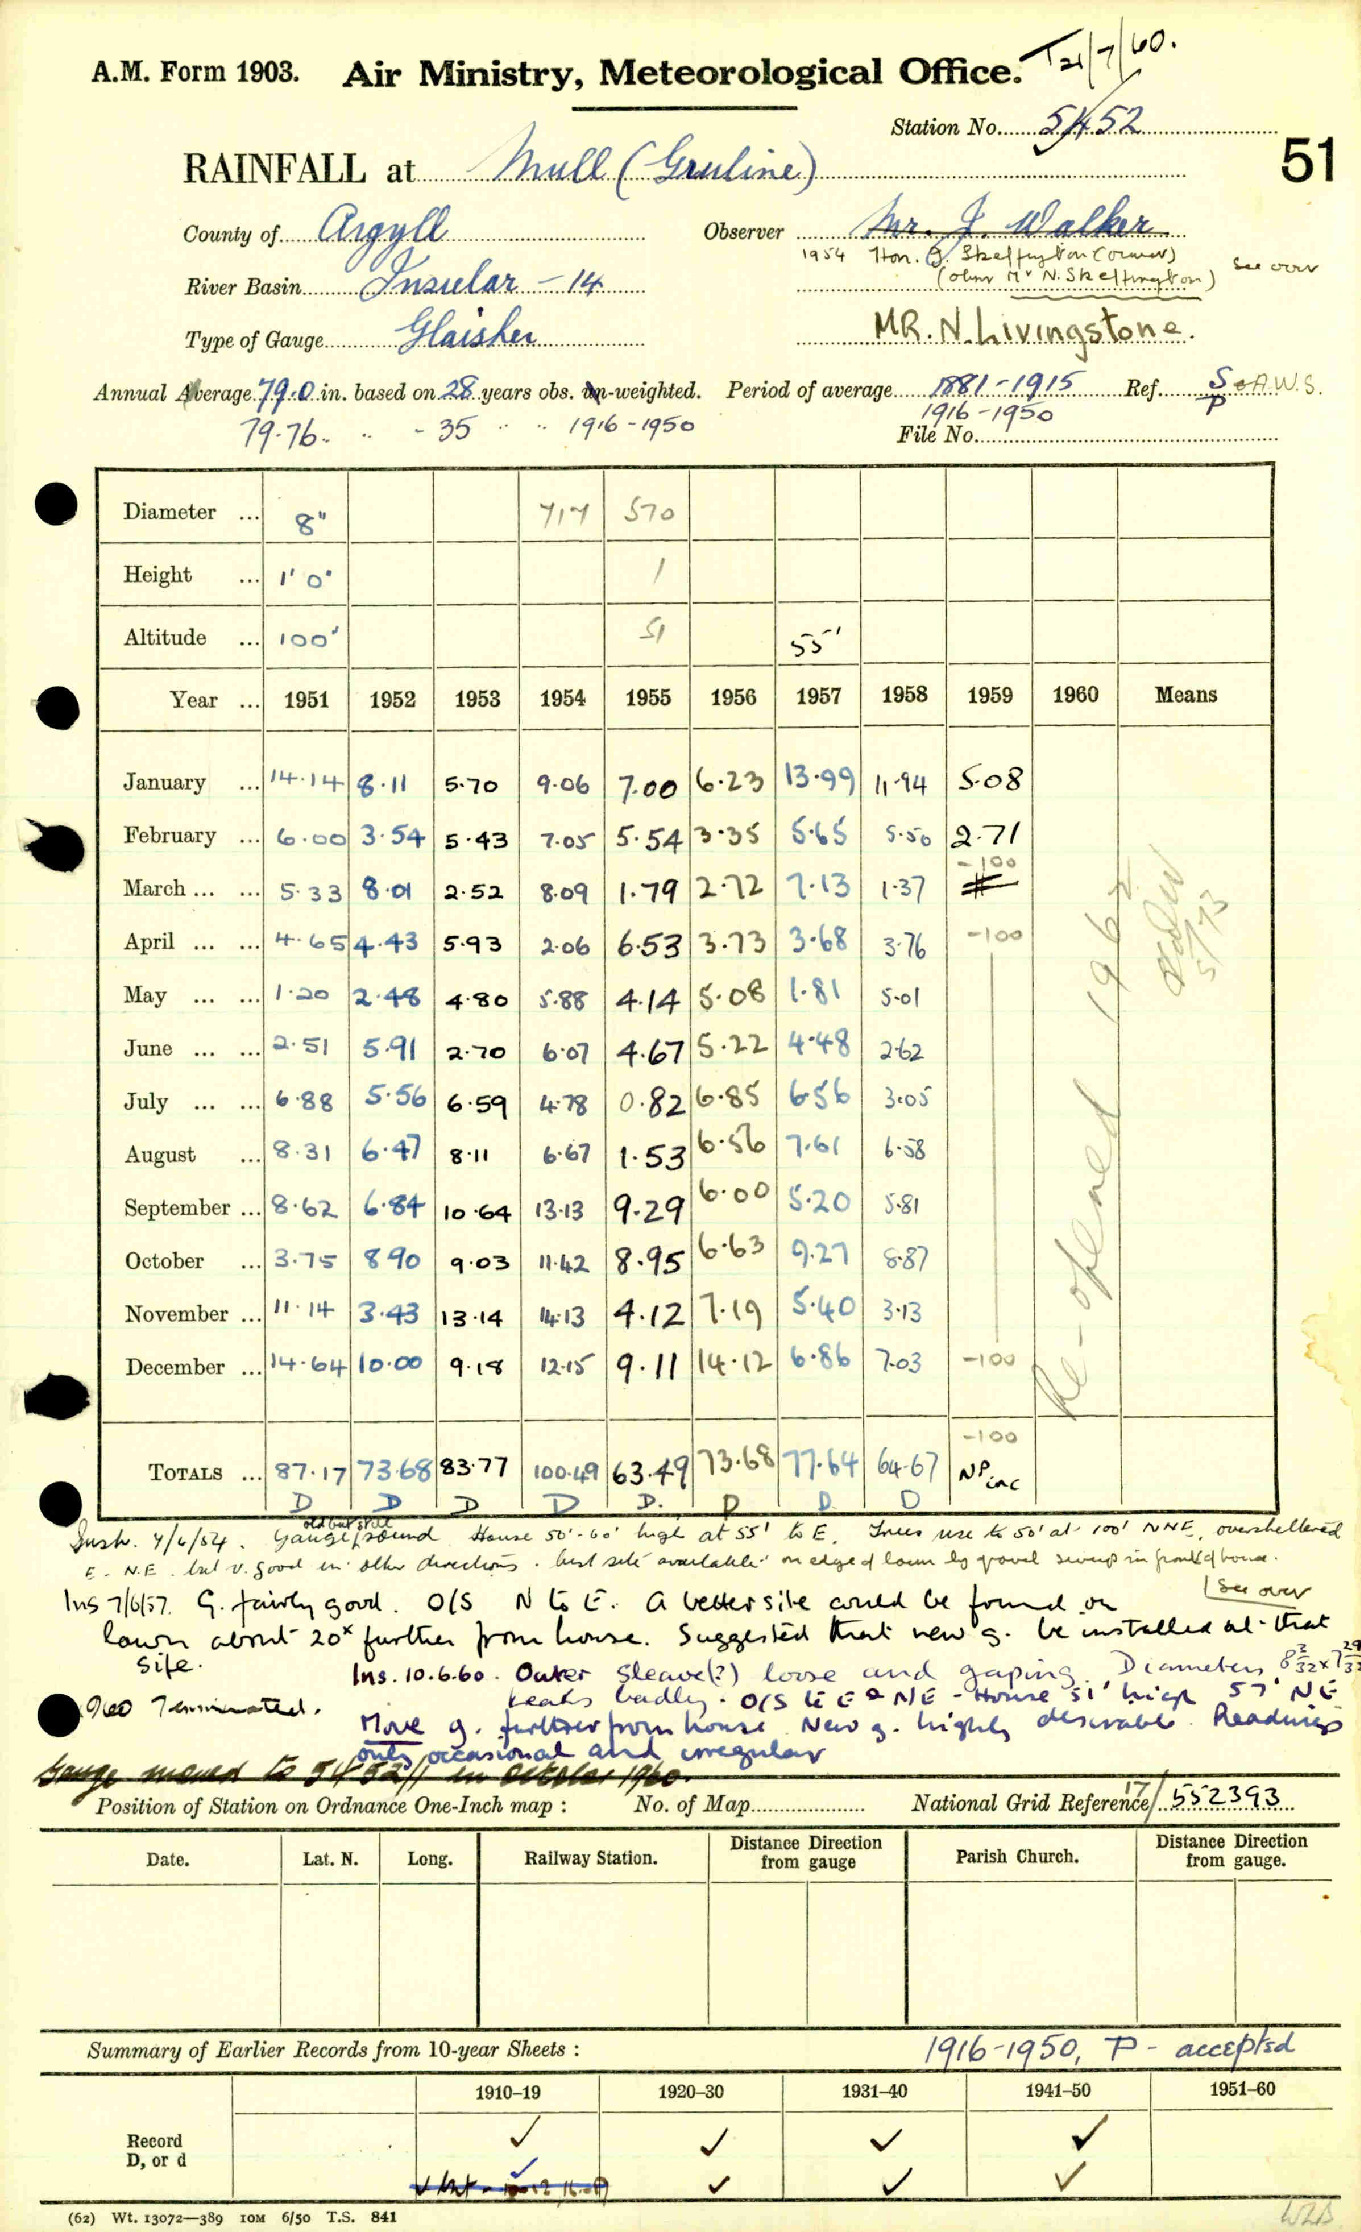 T 21/7/60.
A.M. Form 1903. Air Ministry, Meteorological Office.
Station No. 5452
51
RAINFALL at Mull (Gruline)
County of Argyll Observer Mr. J. Walker
1954 Hon. J. Skeffington (owner)
(obsr Mr N. Skeffington) see over
River Basin Insular - 14
Type of Gauge Glaisher MR. N. Livingstone.
Annual Average 79.0 in. based on 28 years obs. un-weighted. Period of average 1881-1915 Ref. S A.W.S.
1916-1950 P
79.76 " " - 35 " " 1916-1950
File No.
Diameter ... 8" 717 570
Height ... 1' 0" 1
Altitude ... 100' 51 55'
Year ... 1951 1952 1953 1954 1955 1956 1957 1958 1959 1960 Means
January ... 14.14 8.11 5.70 9.06 7.00 6.23 13.99 11.94 5.08
February ... 6.00 3.54 5.43 7.05 5.54 3.35 5.65 5.50 2.71
March ... ... 5.33 8.01 2.52 8.09 1.79 2.72 7.13 1.37 -100
April ... ... 4.65 4.43 5.93 2.06 6.53 3.73 3.68 3.76 -100
May ... ... 1.20 2.48 4.80 5.88 4.14 5.08 1.81 5.01
June ... ... 2.51 5.91 2.70 6.07 4.67 5.22 4.48 2.62
July ... ... 6.88 5.56 6.59 4.78 0.82 6.85 6.56 3.05
August ... 8.31 6.47 8.11 6.67 1.53 6.56 7.61 6.58
September ... 8.62 6.84 10.64 13.13 9.29 6.00 5.20 5.81
October ... 3.75 8.90 9.03 11.42 8.95 6.63 9.27 8.87
November ... 11.14 3.43 13.14 14.13 4.12 7.19 5.40 3.13
December ... 14.64 10.00 9.18 12.15 9.11 14.12 6.86 7.03 -100
Re-opened 1962
5/73
-100
TOTALS ... 87.17 73.68 83.77 100.49 63.49 73.68 77.64 64.67 NP inc
D D D D D. D D D
Insp. 4/6/54. Gauge old but still sound. House 50'-60' high at 55' to E. Trees rise to 50' at 100' NNE, oversheltered
E - N.E. but v. good in other directions. best site available on edge of lawn by gravel sweep in front of house.
see over
Ins 7/6/57. G. fairly good. O/S N to E. A better site could be found on
lawn about 20x further from house. Suggested that new g. be installed at that
site.
Ins. 10.6.60. Outer sleave(?) loose and gaping. Diameters 8 3/32 x 7 29/32
Leaks badly. O/S to E & NE - House 51' high 57' NE
1960 Terminated.
Move g. further from house. New g. highly desirable. Readings
only occasional and irregular
Gauge moved to 5452/1 in October 1960.
Position of Station on Ordnance One-Inch map : No. of Map National Grid Reference 17/552393
Date. Lat. N. Long. Railway Station. Distance Direction from gauge Parish Church. Distance Direction from gauge.
Summary of Earlier Records from 10-year Sheets : 1916-1950, P - accepted
1910-19 1920-30 1931-40 1941-50 1951-60
Record ✓ ✓ ✓ ✓
D, or d ✓ ✓ ✓ ✓
(62) Wt. 13072—389 10M 6/50 T.S. 841